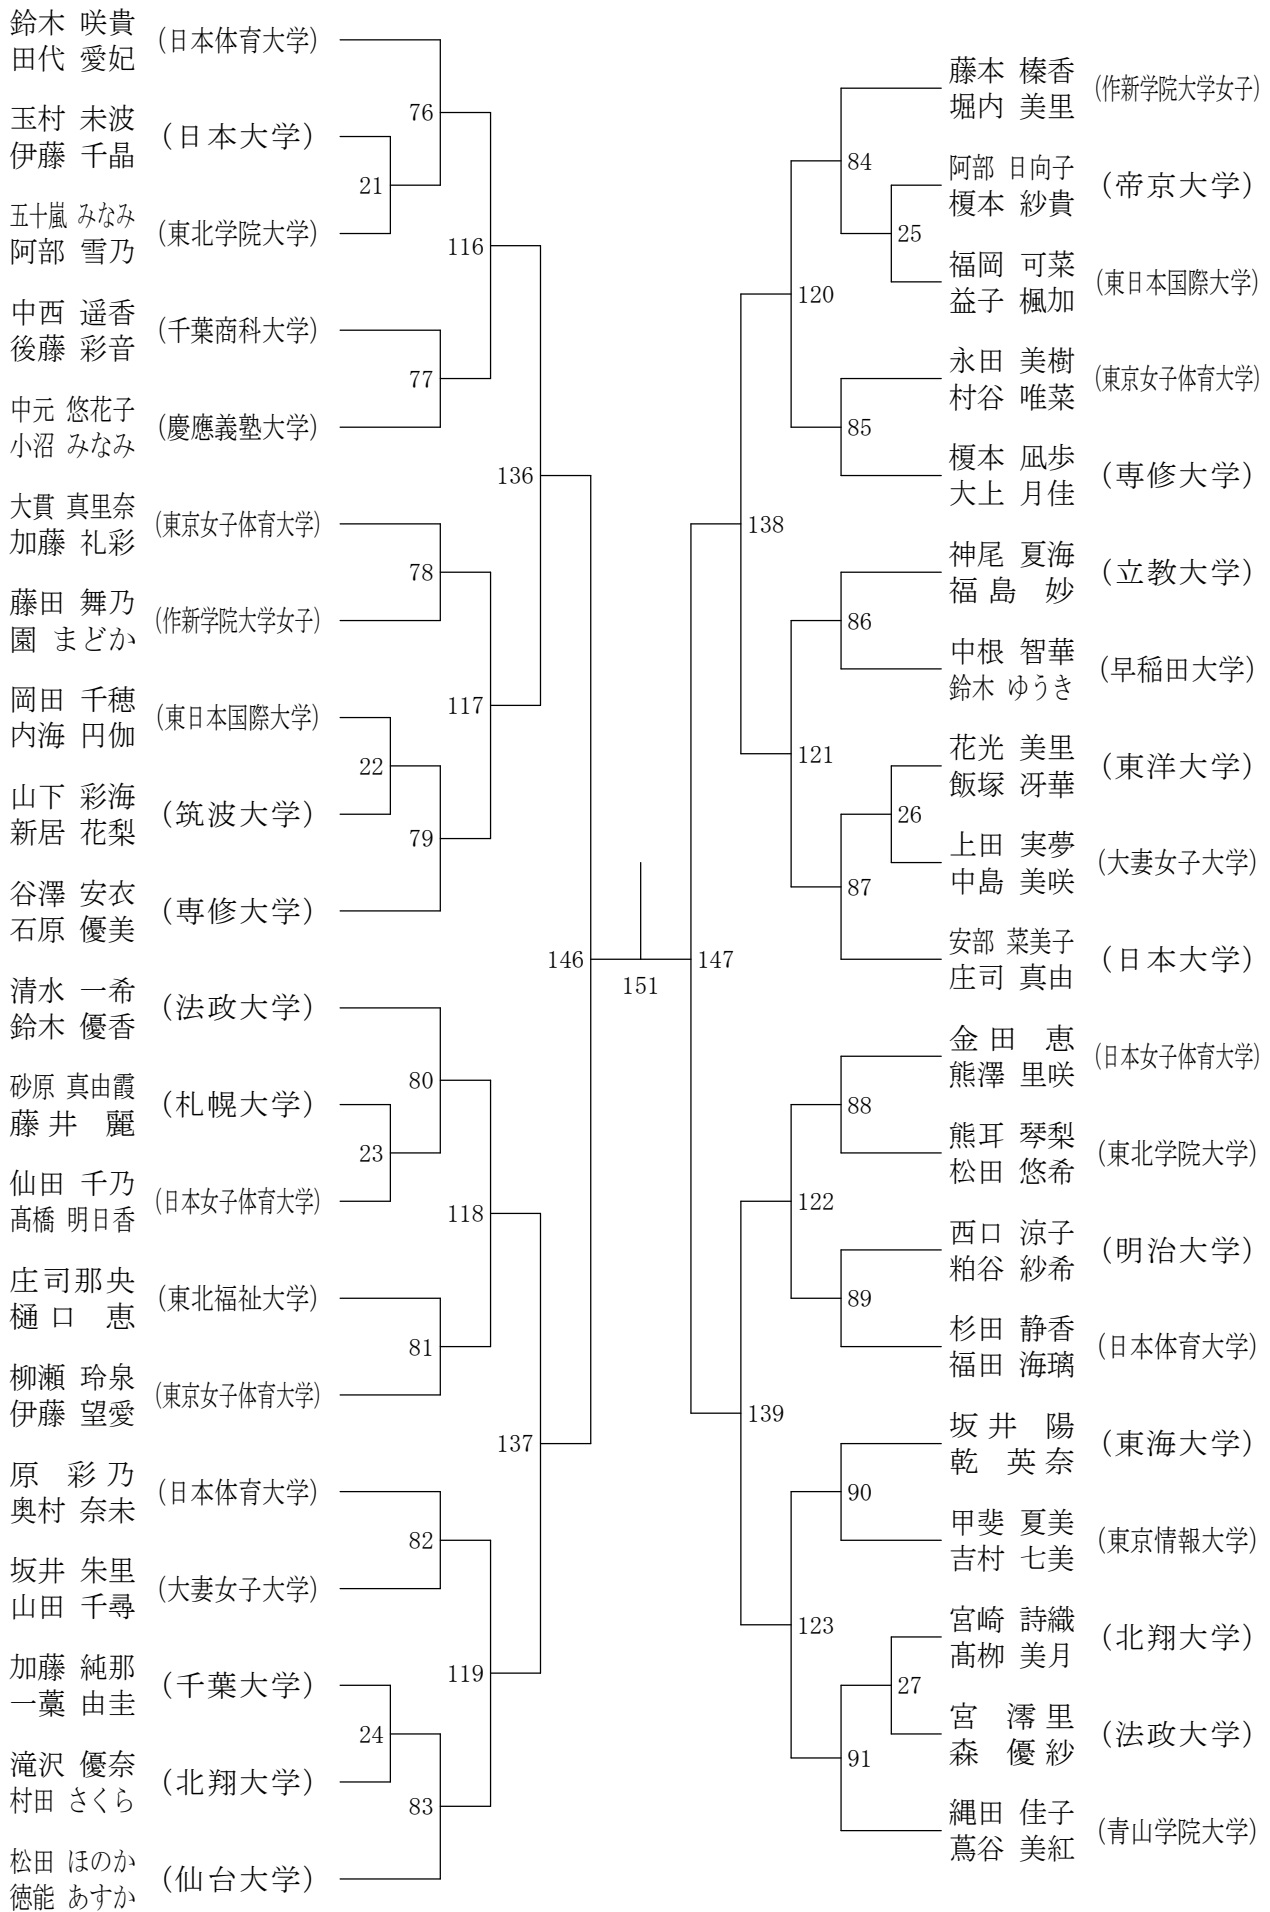 鈴木 咲貴
田代 愛妃
(日本体育大学)
玉村 未波
伊藤 千晶
(日本大学)
五十嵐 みなみ
阿部 雪乃
(東北学院大学)
中西 遥香
後藤 彩音
(千葉商科大学)
中元 悠花子
小沼 みなみ
(慶應義塾大学)
大貫 真里奈
加藤 礼彩
(東京女子体育大学)
藤田 舞乃
園 まどか
(作新学院大学女子)
岡田 千穂
内海 円伽
(東日本国際大学)
山下 彩海
新居 花梨
(筑波大学)
谷澤 安衣
石原 優美
(専修大学)
清水 一希
鈴木 優香
(法政大学)
砂原 真由霞
藤井 麗
(札幌大学)
仙田 千乃
髙橋 明日香
(日本女子体育大学)
庄司那央
樋口 恵
(東北福祉大学)
柳瀬 玲泉
伊藤 望愛
(東京女子体育大学)
原 彩乃
奥村 奈未
(日本体育大学)
坂井 朱里
山田 千尋
(大妻女子大学)
加藤 純那
一藁 由圭
(千葉大学)
滝沢 優奈
村田 さくら
(北翔大学)
松田 ほのか
徳能 あすか
(仙台大学)
21
22
23
24
76
77
78
79
80
81
82
83
116
117
118
119
136
137
146
151
147
138
139
120
121
122
123
84
85
86
87
88
89
90
91
25
26
27
藤本 榛香
堀内 美里
(作新学院大学女子)
阿部 日向子
榎本 紗貴
(帝京大学)
福岡 可菜
益子 楓加
(東日本国際大学)
永田 美樹
村谷 唯菜
(東京女子体育大学)
榎本 凪歩
大上 月佳
(専修大学)
神尾 夏海
福島 妙
(立教大学)
中根 智華
鈴木 ゆうき
(早稲田大学)
花光 美里
飯塚 冴華
(東洋大学)
上田 実夢
中島 美咲
(大妻女子大学)
安部 菜美子
庄司 真由
(日本大学)
金田 恵
熊澤 里咲
(日本女子体育大学)
熊耳 琴梨
松田 悠希
(東北学院大学)
西口 涼子
粕谷 紗希
(明治大学)
杉田 静香
福田 海璃
(日本体育大学)
坂井 陽
乾 英奈
(東海大学)
甲斐 夏美
吉村 七美
(東京情報大学)
宮崎 詩織
髙栁 美月
(北翔大学)
宮 澪里
森 優紗
(法政大学)
縄田 佳子
蔦谷 美紅
(青山学院大学)